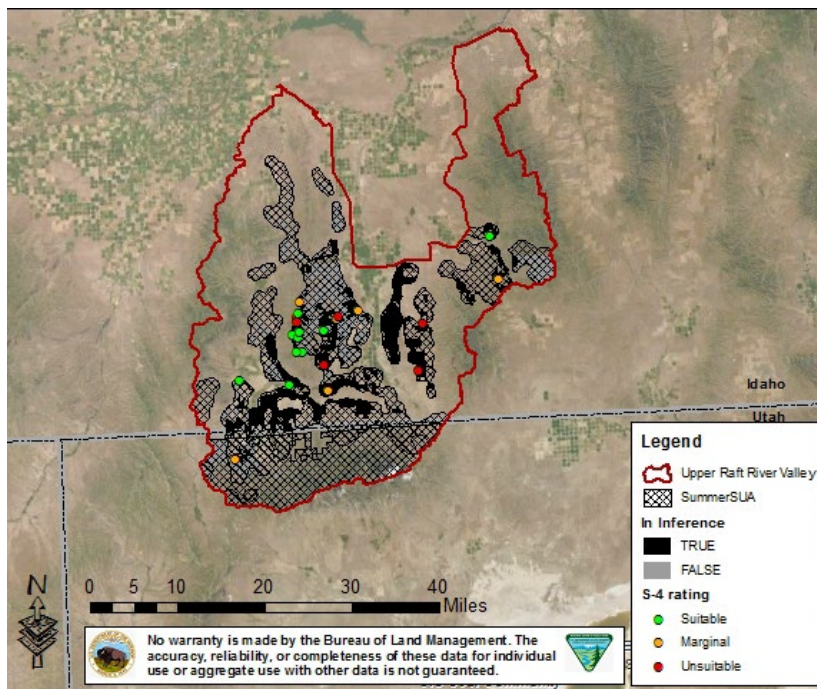 Idaho
Utah
Legend
Upper Raft River Valley
SummerSUA
In Inference
TRUE
FALSE
S-4 rating
Suitable
Marginal
Unsuitable
N
0 5 10 20 30 40
Miles
No warranty is made by the Bureau of Land Management. The
accuracy, reliability, or completeness of these data for individual
use or aggregate use with other data is not guaranteed.